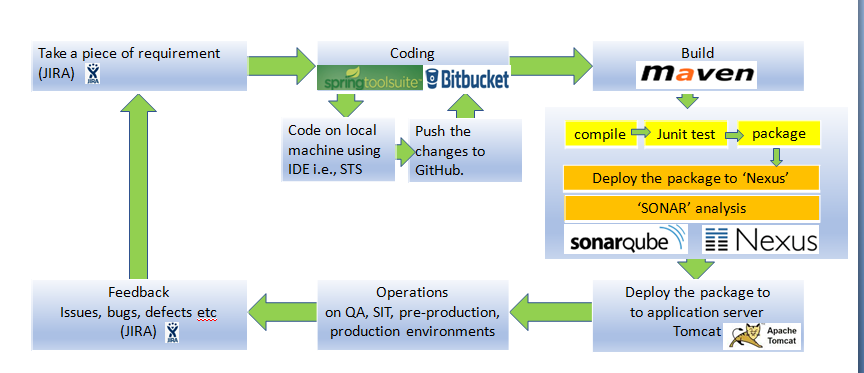 Take a piece of requirement
(JIRA) JIRA
Coding
springtoolsuite Bitbucket
Build
maven
Code on local
machine using
IDE i.e., STS
Push the
changes to
GitHub.
compile Junit test package
Deploy the package to ‘Nexus’
‘SONAR’ analysis
sonarqube Nexus
Feedback
Issues, bugs, defects etc
(JIRA) JIRA
Operations
on QA, SIT, pre-production,
production environments
Deploy the package to
to application server
Tomcat Apache
Tomcat